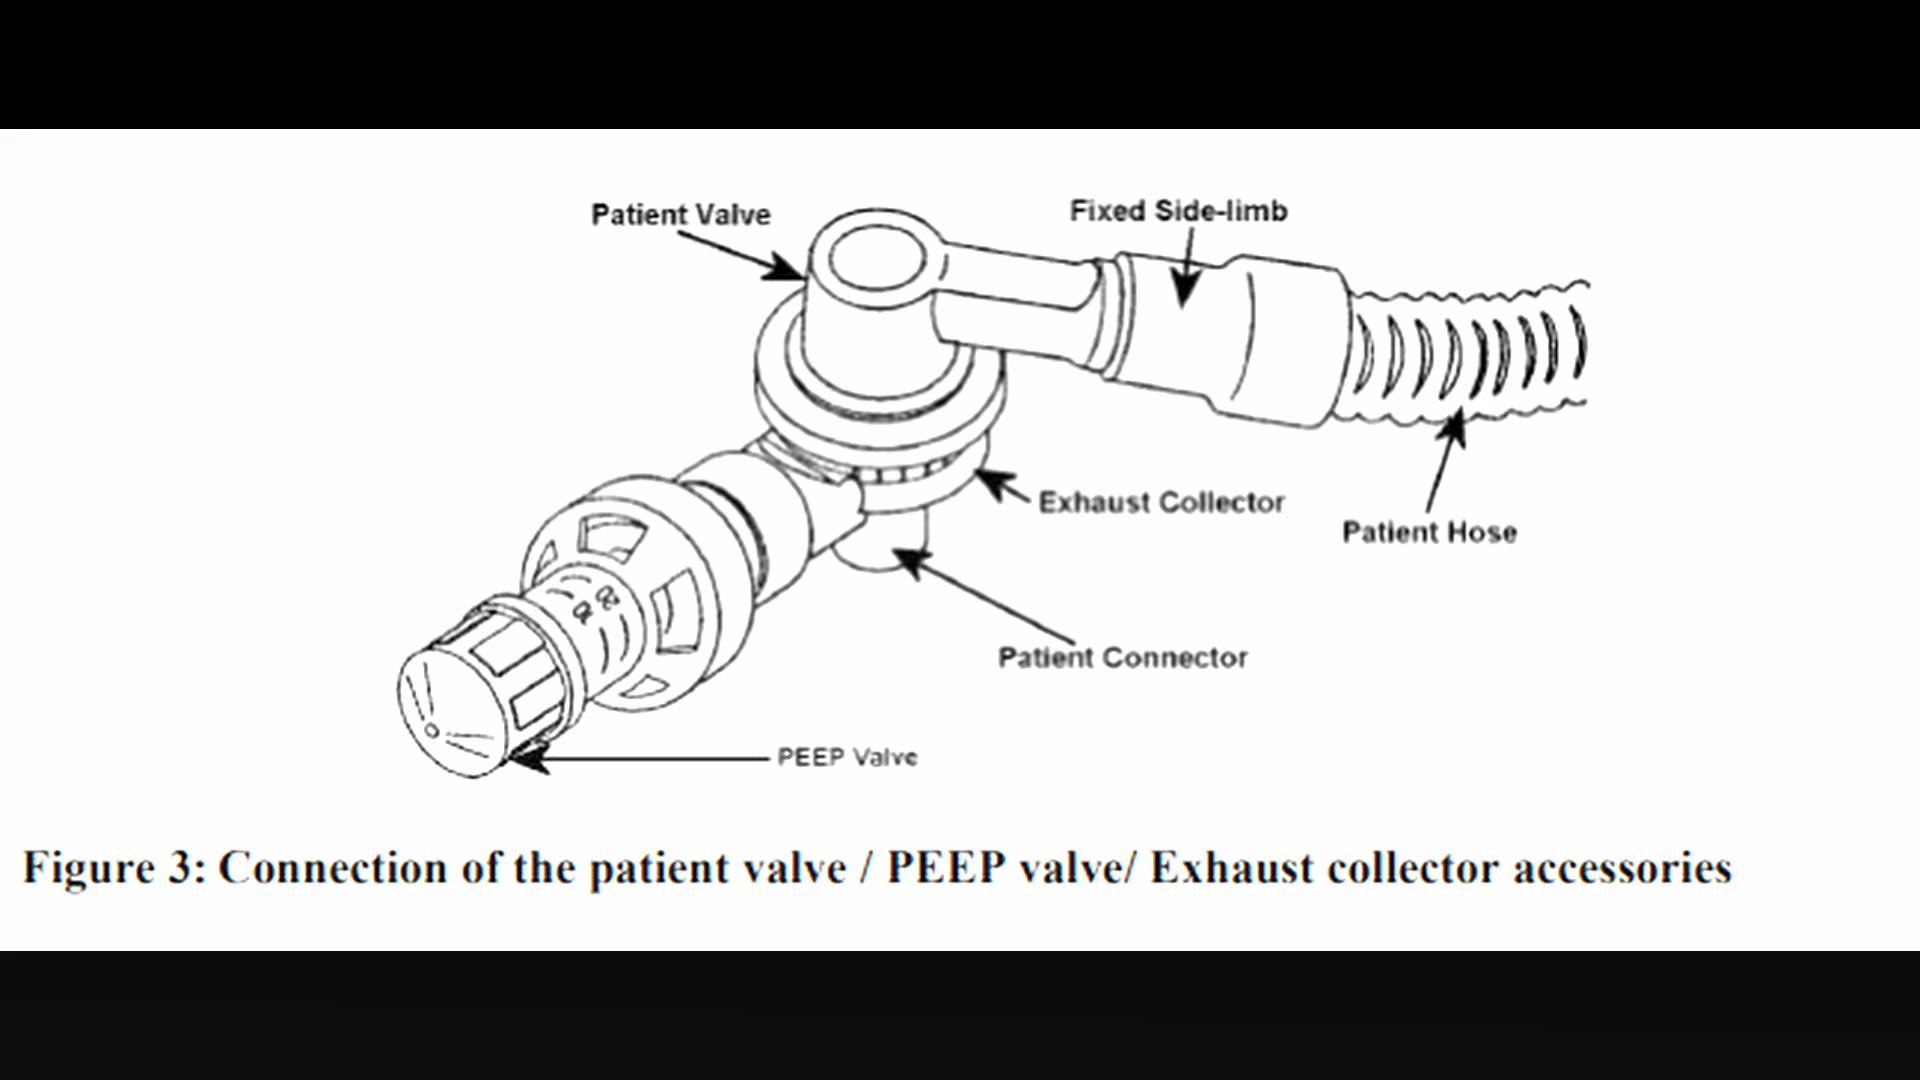 Patient Valve
Fixed Side-limb
Exhaust Collector
Patient Hose
Patient Connector
PEEP Valve
Figure 3: Connection of the patient valve / PEEP valve/ Exhaust collector accessories